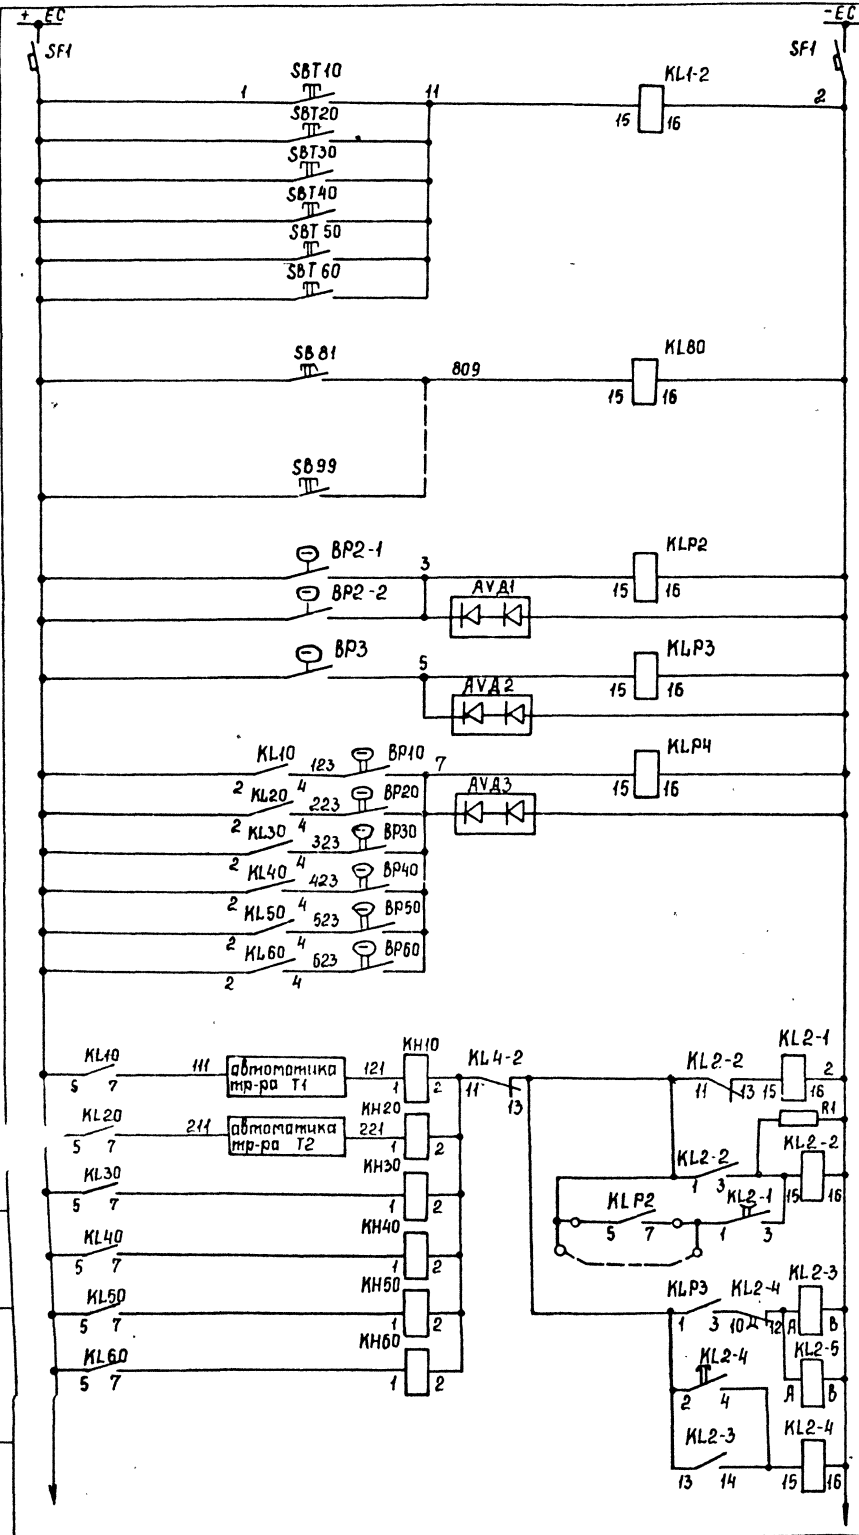 + EC
- EC
SF1
SF1
SBT10
KL1-2
1
11
2
15
16
SBT20
SBT30
SBT40
SBT50
SBT60
SB81
809
KL80
15
16
SB99
BP2-1
3
KLP2
15
16
BP2-2
AVД1
BP3
5
KLP3
15
16
AVД2
KL10
123
BP10
7
KLP4
2
4
15
16
KL20
223
BP20
AVД3
2
4
KL30
323
BP30
2
4
KL40
423
BP40
2
4
KL50
523
BP50
2
4
KL60
623
BP60
2
4
KL10
111
автоматика
тр-ра T1
121
KH10
KL4-2
KL2-2
KL2-1
2
5
7
1
2
11
13
11
13
15
16
R1
KL20
211
автоматика
тр-ра T2
221
KH20
KL2-2
KL2-2
5
7
1
2
1
3
15
16
KL30
KH30
5
7
1
2
KLP2
KL2-1
5
7
1
3
KL40
KH40
5
7
1
2
KL50
KH50
KLP3
KL2-4
KL2-3
5
7
1
2
1
3
10
12
A
B
KL60
KH60
KL2-4
KL2-5
5
7
1
2
2
4
A
B
KL2-3
KL2-4
13
14
15
16